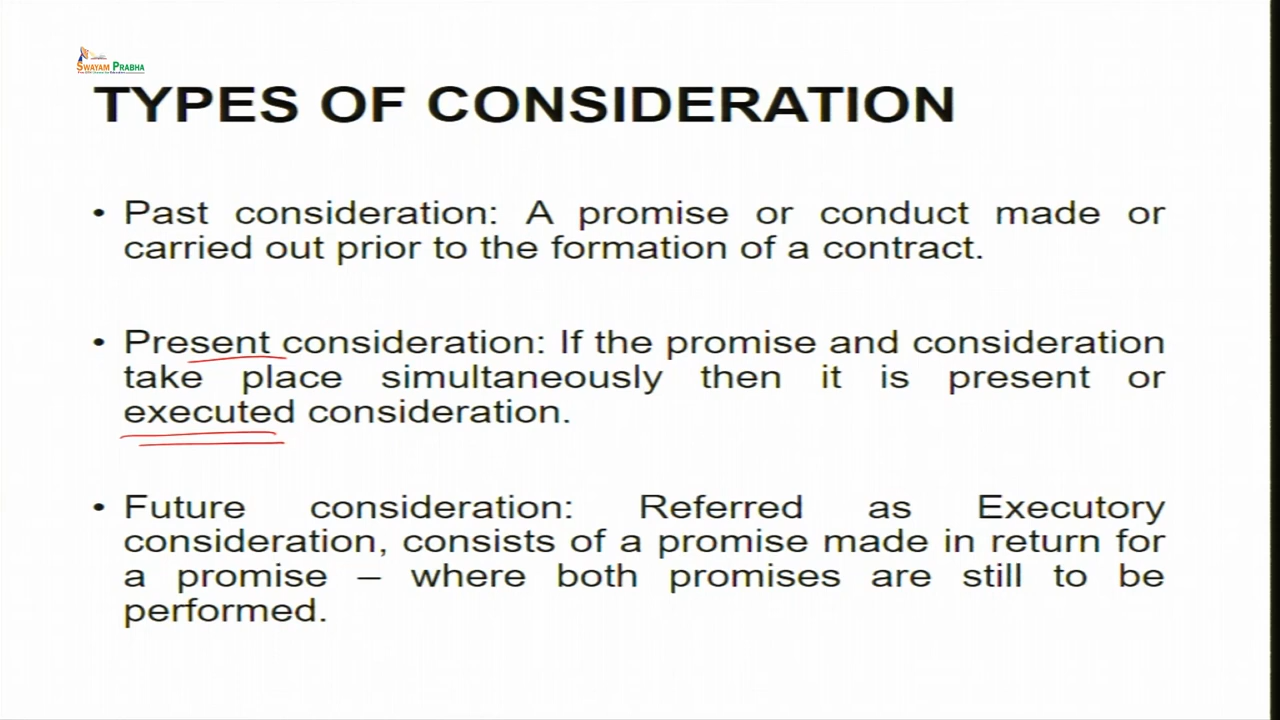 SWAYAM PRABHA
TYPES OF CONSIDERATION
• Past consideration: A promise or conduct made or
carried out prior to the formation of a contract.
• Present consideration: If the promise and consideration
take place simultaneously then it is present or
executed consideration.
• Future consideration: Referred as Executory
consideration, consists of a promise made in return for
a promise – where both promises are still to be
performed.